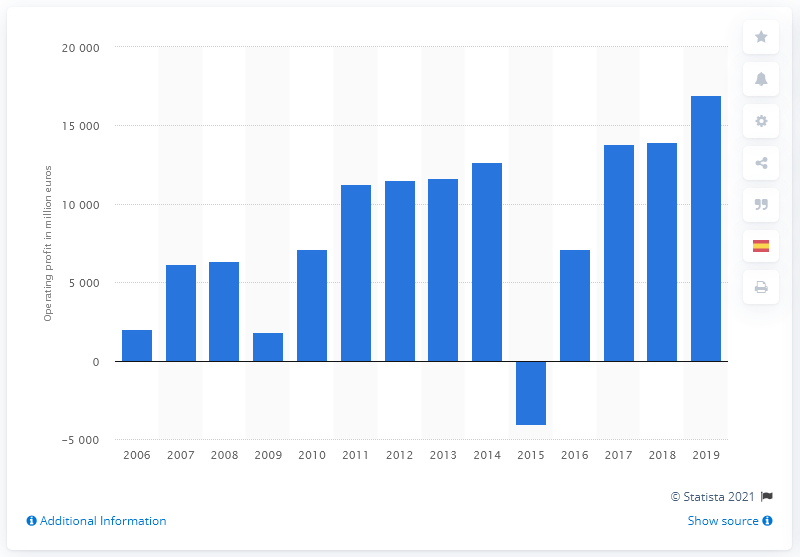 20 000
15 000
10 000
5 000
0
−5 000
Operating profit in million euros
2006 2007 2008 2009 2010 2011 2012 2013 2014 2015 2016 2017 2018 2019
© Statista 2021
Additional Information
Show source